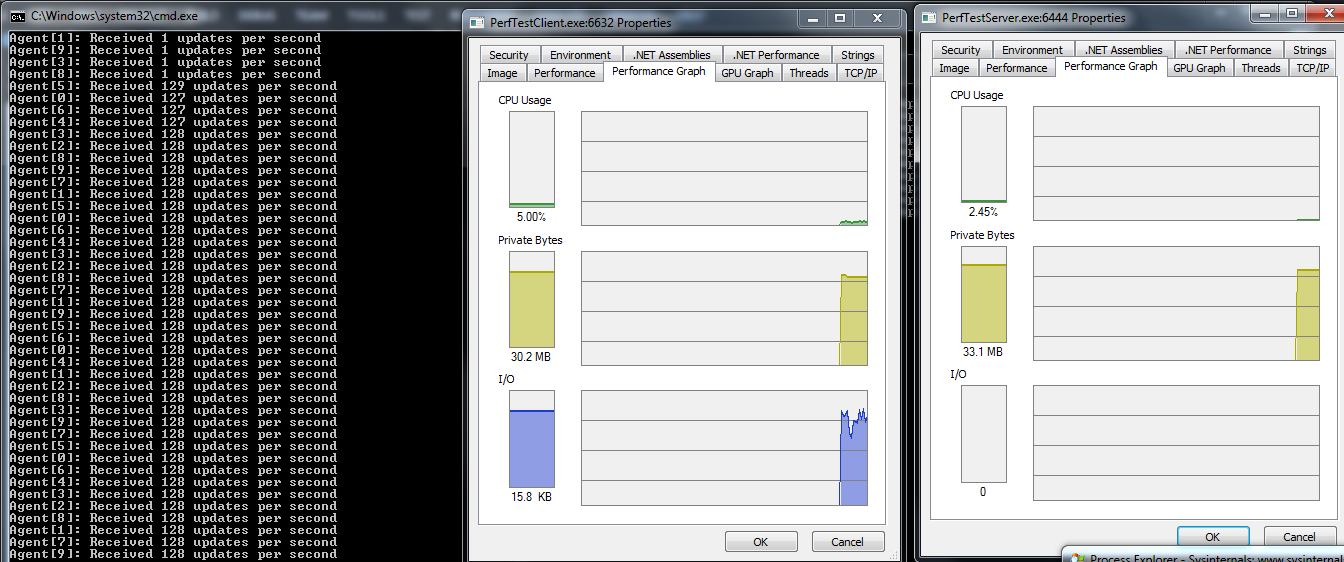 C:\Windows\system32\cmd.exe
Agent[1]: Received 1 updates per second
Agent[9]: Received 1 updates per second
Agent[3]: Received 1 updates per second
Agent[8]: Received 1 updates per second
Agent[5]: Received 129 updates per second
Agent[0]: Received 127 updates per second
Agent[6]: Received 127 updates per second
Agent[4]: Received 127 updates per second
Agent[3]: Received 128 updates per second
Agent[2]: Received 128 updates per second
Agent[8]: Received 128 updates per second
Agent[9]: Received 128 updates per second
Agent[7]: Received 128 updates per second
Agent[1]: Received 128 updates per second
Agent[5]: Received 128 updates per second
Agent[0]: Received 128 updates per second
Agent[6]: Received 128 updates per second
Agent[4]: Received 128 updates per second
Agent[3]: Received 128 updates per second
Agent[2]: Received 128 updates per second
Agent[8]: Received 128 updates per second
Agent[7]: Received 128 updates per second
Agent[1]: Received 128 updates per second
Agent[9]: Received 128 updates per second
Agent[5]: Received 128 updates per second
Agent[6]: Received 128 updates per second
Agent[0]: Received 128 updates per second
Agent[4]: Received 128 updates per second
Agent[1]: Received 128 updates per second
Agent[2]: Received 128 updates per second
Agent[8]: Received 128 updates per second
Agent[3]: Received 128 updates per second
Agent[9]: Received 128 updates per second
Agent[7]: Received 128 updates per second
Agent[5]: Received 128 updates per second
Agent[0]: Received 128 updates per second
Agent[6]: Received 128 updates per second
Agent[4]: Received 128 updates per second
Agent[3]: Received 128 updates per second
Agent[2]: Received 128 updates per second
Agent[8]: Received 128 updates per second
Agent[1]: Received 128 updates per second
Agent[7]: Received 128 updates per second
Agent[9]: Received 128 updates per second
PerfTestClient.exe:6632 Properties
Security Environment .NET Assemblies .NET Performance Strings
Image Performance Performance Graph GPU Graph Threads TCP/IP
CPU Usage
5.00%
Private Bytes
30.2 MB
I/O
15.8 KB
OK Cancel
PerfTestServer.exe:6444 Properties
Security Environment .NET Assemblies .NET Performance Strings
Image Performance Performance Graph GPU Graph Threads TCP/IP
CPU Usage
2.45%
Private Bytes
33.1 MB
I/O
0
OK Cancel
Process Explorer - Sysinternals: www.sysinternal